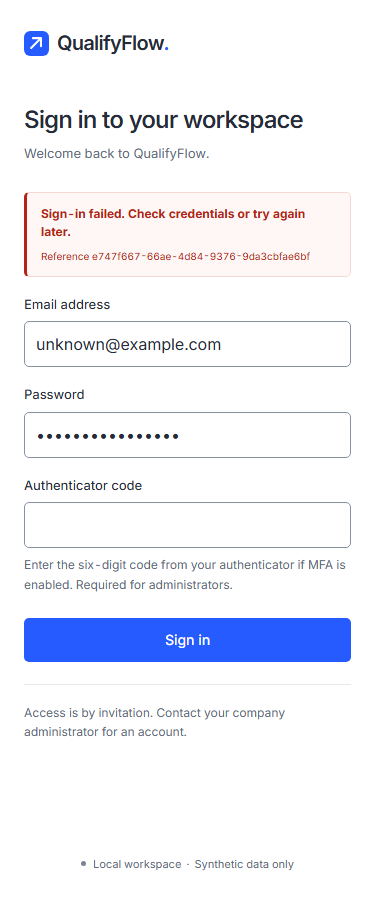 QualifyFlow.
Sign in to your workspace
Welcome back to QualifyFlow.
Sign-in failed. Check credentials or try again
later.
Reference e747f667-66ae-4d84-9376-9da3cbfae6bf
Email address
unknown@example.com
Password
••••••••••••••••
Authenticator code
Enter the six-digit code from your authenticator if MFA is
enabled. Required for administrators.
Sign in
Access is by invitation. Contact your company
administrator for an account.
Local workspace · Synthetic data only